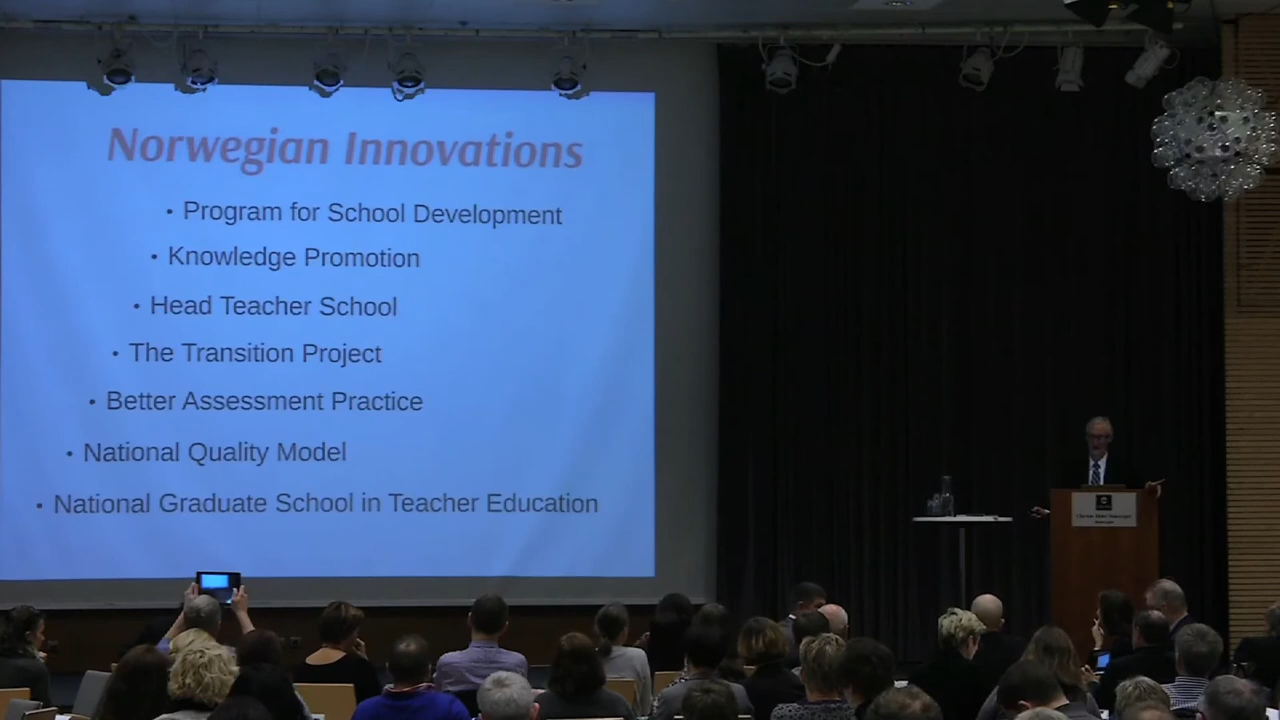 Norwegian Innovations
• Program for School Development
• Knowledge Promotion
• Head Teacher School
• The Transition Project
• Better Assessment Practice
• National Quality Model
• National Graduate School in Teacher Education